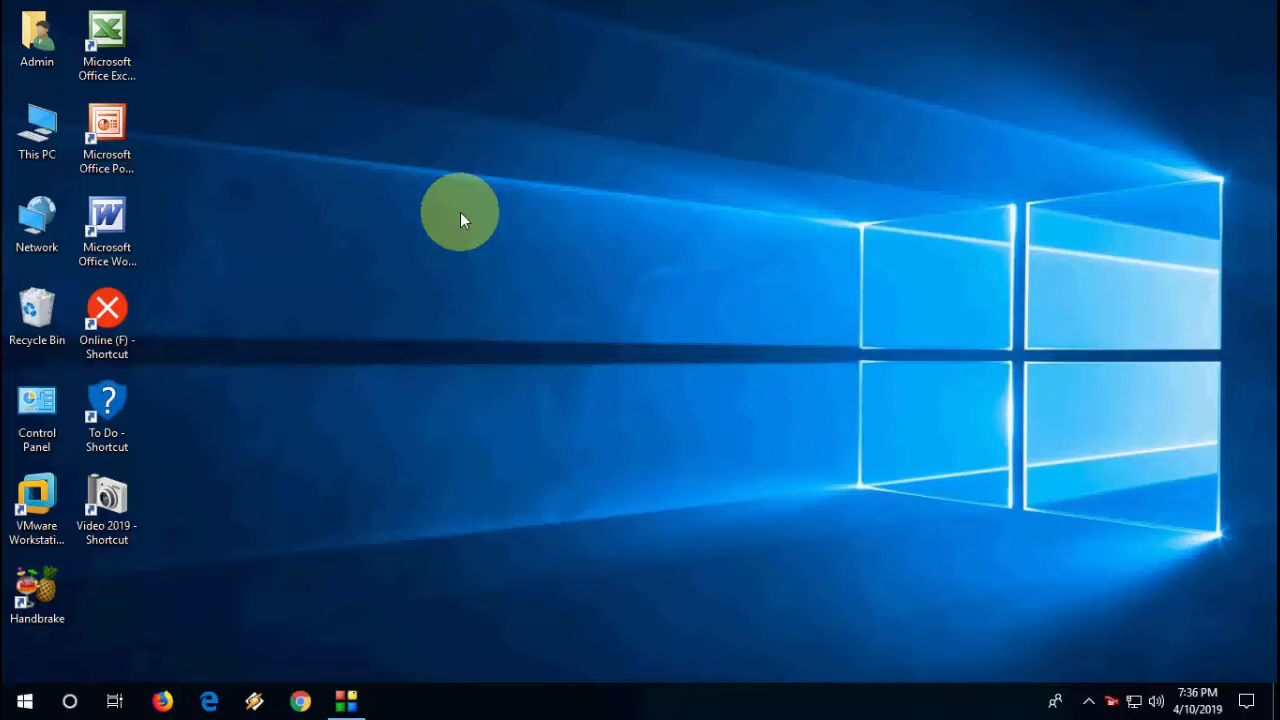 Admin
Microsoft
Office Exc...
This PC
Microsoft
Office Po...
Network
Microsoft
Office Wo...
Recycle Bin
Online (F) -
Shortcut
Control
Panel
To Do -
Shortcut
VMware
Workstati...
Video 2019 -
Shortcut
Handbrake
7:36 PM
4/10/2019